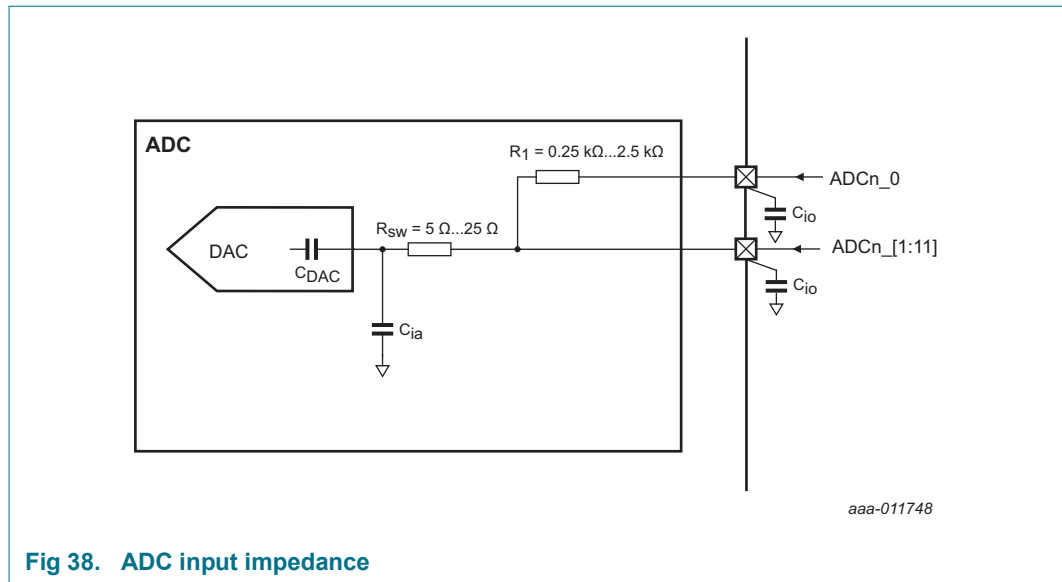 ADC
R1 = 0.25 kΩ...2.5 kΩ
ADCn_0
Cio
Rsw = 5 Ω...25 Ω
DAC
CDAC
ADCn_[1:11]
Cio
Cia
aaa-011748
Fig 38. ADC input impedance